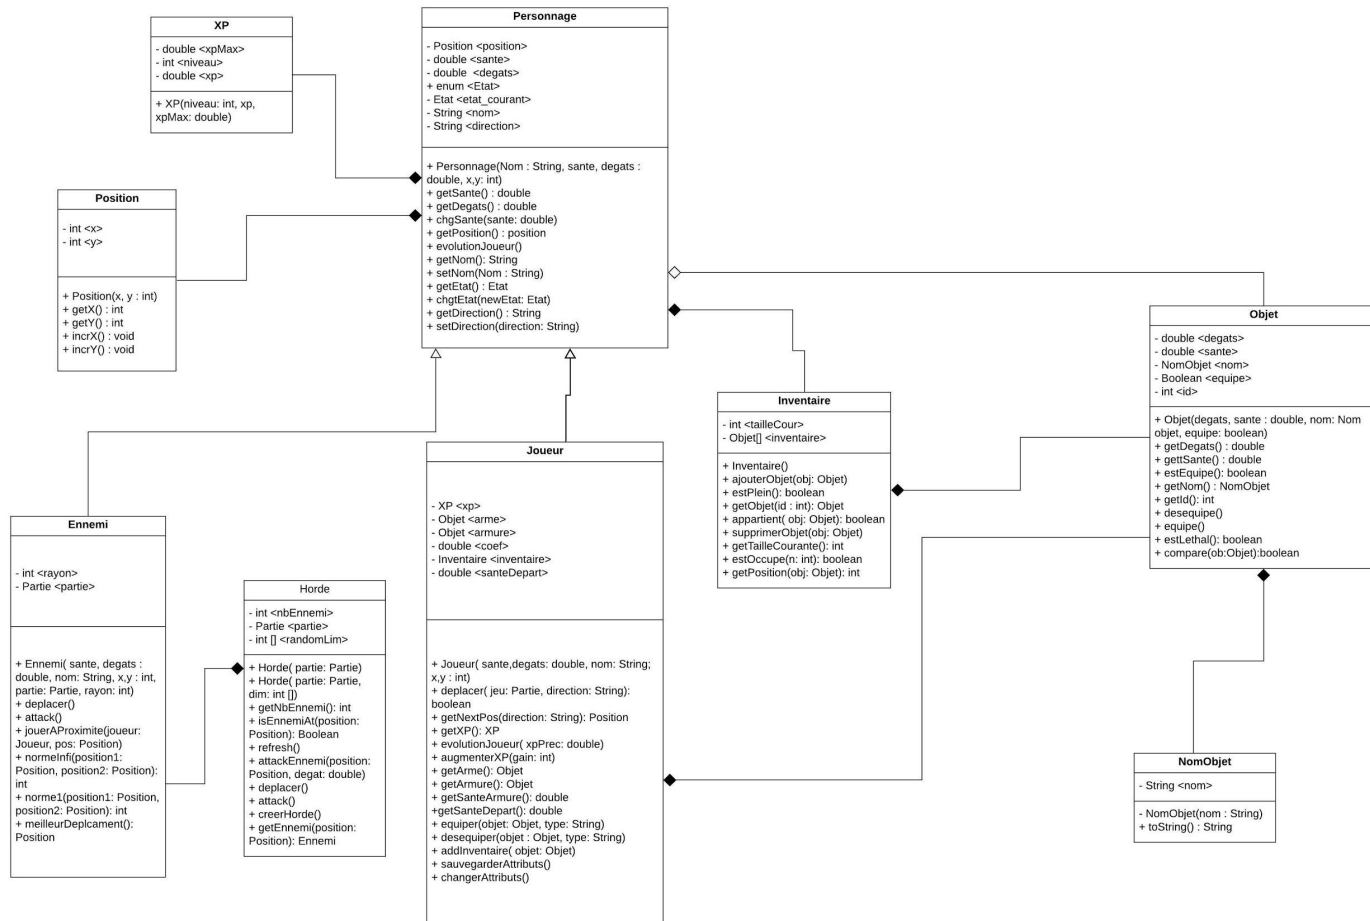 XP
- double <xpMax>
- int <niveau>
- double <xp>
+ XP(niveau: int, xp,
xpMax: double)
Personnage
- Position <position>
- double <sante>
- double  <degats>
+ enum <Etat>
- Etat <etat_courant>
- String <nom>
- String <direction>
+ Personnage(Nom : String, sante, degats :
double, x,y: int)
+ getSante() : double
+ getDegats() : double
+ chgSante(sante: double)
+ getPosition() : position
+ evolutionJoueur()
+ getNom(): String
+ setNom(Nom : String)
+ getEtat() : Etat
+ chgtEtat(newEtat: Etat)
+ getDirection() : String
+ setDirection(direction: String)
Position
- int <x>
- int <y>
+ Position(x, y : int)
+ getX() : int
+ getY() : int
+ incrX() : void
+ incrY() : void
Objet
- double <degats>
- double <sante>
- NomObjet <nom>
- Boolean <equipe>
- int <id>
+ Objet(degats, sante : double, nom: Nom
objet, equipe: boolean)
+ getDegats() : double
+ gettSante() : double
+ estEquipe(): boolean
+ getNom() : NomObjet
+ getId(): int
+ desequipe()
+ equipe()
+ estLethal(): boolean
+ compare(ob:Objet):boolean
Inventaire
- int <tailleCour>
- Objet[] <inventaire>
+ Inventaire()
+ ajouterObjet(obj: Objet)
+ estPlein(): boolean
+ getObjet(id : int): Objet
+ appartient( obj: Objet): boolean
+ supprimerObjet(obj: Objet)
+ getTailleCourante(): int
+ estOccupe(n: int): boolean
+ getPosition(obj: Objet): int
Joueur
- XP <xp>
- Objet <arme>
- Objet <armure>
- double <coef>
- Inventaire <inventaire>
- double <santeDepart>
+ Joueur( sante,degats: double, nom: String;
x,y : int)
+ deplacer( jeu: Partie, direction: String):
boolean
+ getNextPos(direction: String): Position
+ getXP(): XP
+ evolutionJoueur( xpPrec: double)
+ augmenterXP(gain: int)
+ getArme(): Objet
+ getArmure(): Objet
+ getSanteArmure(): double
+getSanteDepart(): double
+ equiper(objet: Objet, type: String)
+ desequiper(objet : Objet, type: String)
+ addInventaire( objet: Objet)
+ sauvegarderAttributs()
+ changerAttributs()
Ennemi
- int <rayon>
- Partie <partie>
+ Ennemi( sante, degats :
double, nom: String, x,y : int,
partie: Partie, rayon: int)
+ deplacer()
+ attack()
+ jouerAProximite(joueur:
Joueur, pos: Position)
+ normeInfi(position1:
Position, position2: Position):
int
+ norme1(position1: Position,
position2: Position): int
+ meilleurDeplcament():
Position
Horde
- int <nbEnnemi>
- Partie <partie>
- int [] <randomLim>
+ Horde( partie: Partie)
+ Horde( partie: Partie,
dim: int [])
+ getNbEnnemi(): int
+ isEnnemiAt(position:
Position): Boolean
+ refresh()
+ attackEnnemi(position:
Position, degat: double)
+ deplacer()
+ attack()
+ creerHorde()
+ getEnnemi(position:
Position): Ennemi
NomObjet
- String <nom>
- NomObjet(nom : String)
+ toString() : String